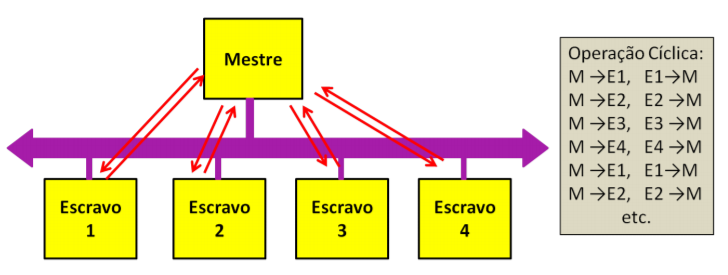 Mestre
Escravo
1
Escravo
2
Escravo
3
Escravo
4
Operação Cíclica:
M →E1, E1→M
M →E2, E2 →M
M →E3, E3 →M
M →E4, E4 →M
M →E1, E1→M
M →E2, E2 →M
etc.